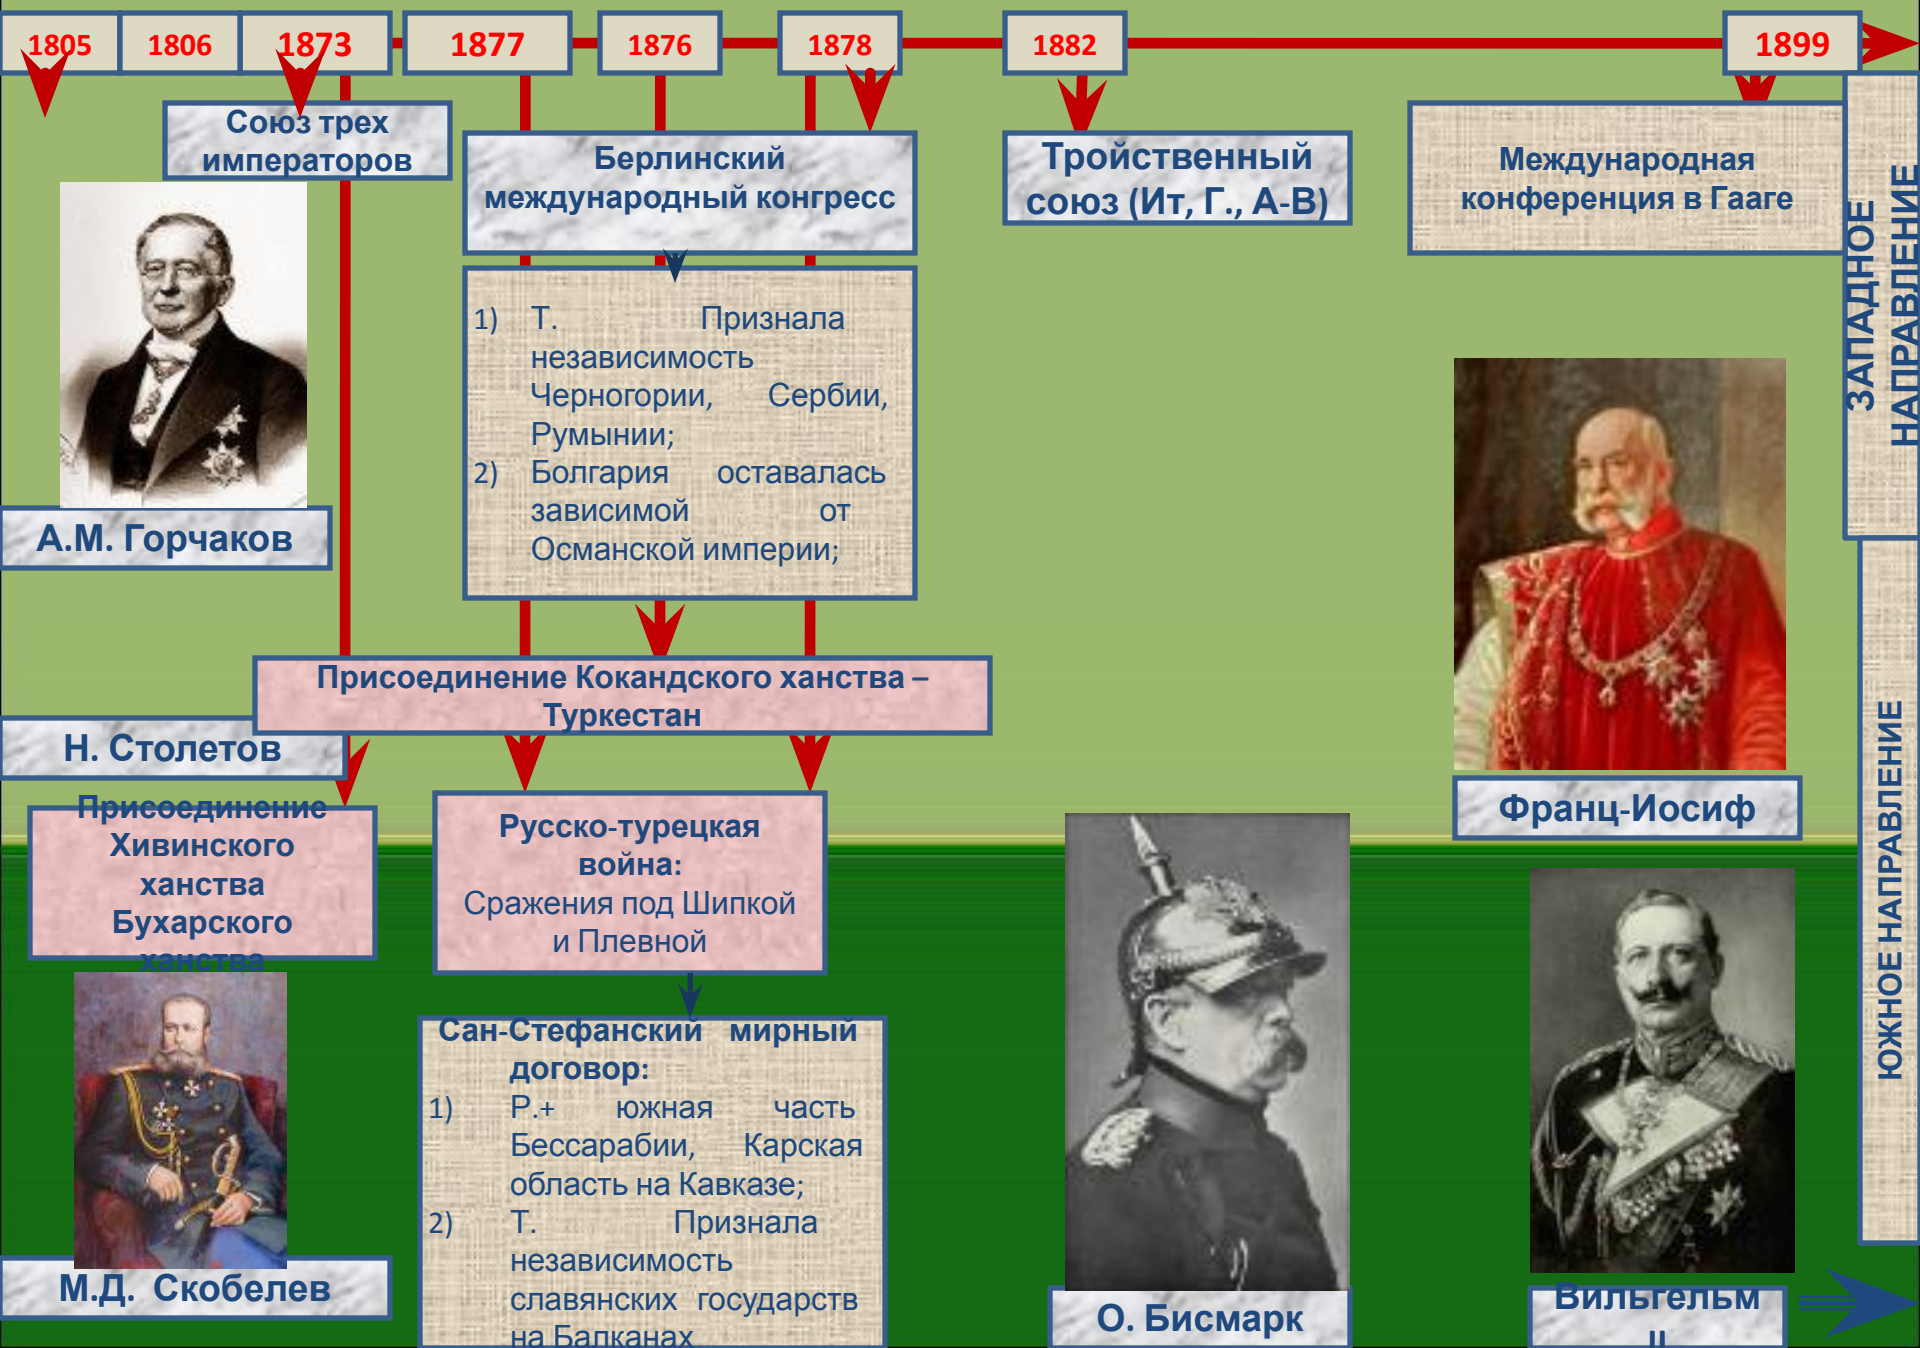 1805 1806 1873 1877 1876 1878 1882 1899
Союз трех
императоров
Берлинский
международный конгресс
Тройственный
союз (Ит, Г., А-В)
Международная
конференция в Гааге
ЗАПАДНОЕ
НАПРАВЛЕНИЕ
1) Т. Признала
независимость
Черногории, Сербии,
Румынии;
2) Болгария оставалась
зависимой от
Османской империи;
А.М. Горчаков
Присоединение Кокандского ханства –
Туркестан
Н. Столетов
Присоединение
Хивинского
ханства
Бухарского
ханства
Русско-турецкая
война:
Сражения под Шипкой
и Плевной
Франц-Иосиф
ЮЖНОЕ НАПРАВЛЕНИЕ
Сан-Стефанский мирный
договор:
1) Р.+ южная часть
Бессарабии, Карская
область на Кавказе;
2) Т. Признала
независимость
славянских государств
на Балканах
М.Д. Скобелев
О. Бисмарк
Вильгельм
II